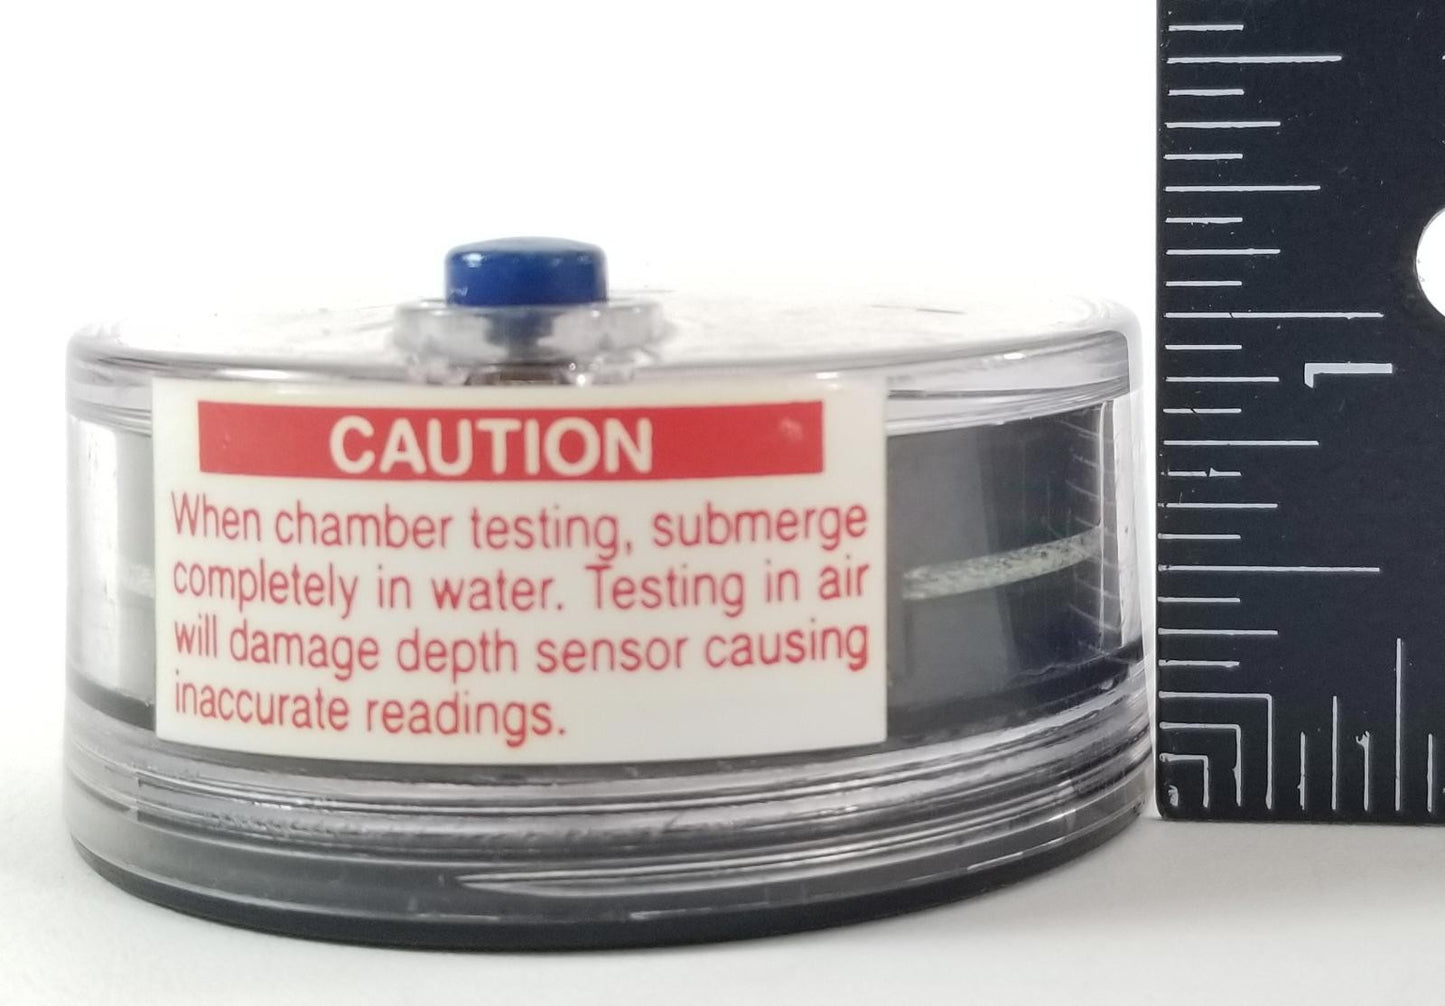 CAUTION
When chamber testing, submerge
completely in water. Testing in air
will damage depth sensor causing
inaccurate readings.
1